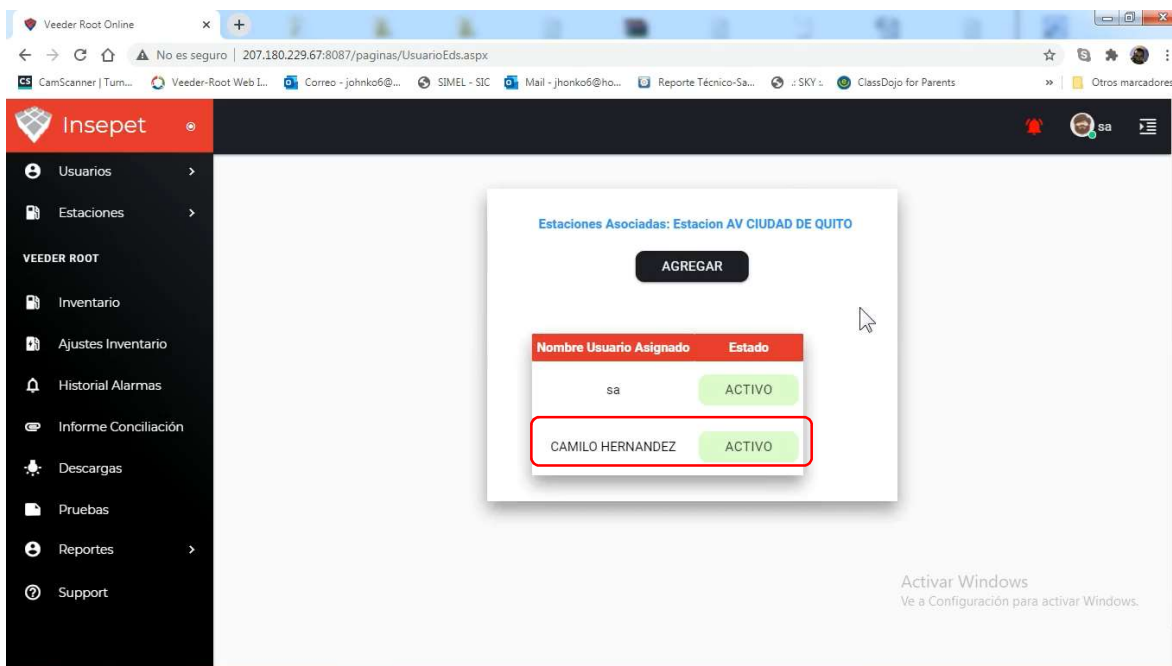 Veeder Root Online
No es seguro | 207.180.229.67:8087/paginas/UsuarioEds.aspx
CS CamScanner | Turn... Veeder-Root Web I... Correo - johnko6@... SIMEL - SIC Mail - jhonko6@ho... Reporte Técnico-Sa... .: SKY :. ClassDojo for Parents » Otros marcadores
Insepet
sa
Usuarios
Estaciones
VEEDER ROOT
Inventario
Ajustes Inventario
Historial Alarmas
Informe Conciliación
Descargas
Pruebas
Reportes
Support
Estaciones Asociadas: Estacion AV CIUDAD DE QUITO
AGREGAR
Nombre Usuario Asignado Estado
sa ACTIVO
CAMILO HERNANDEZ ACTIVO
Activar Windows
Ve a Configuración para activar Windows.